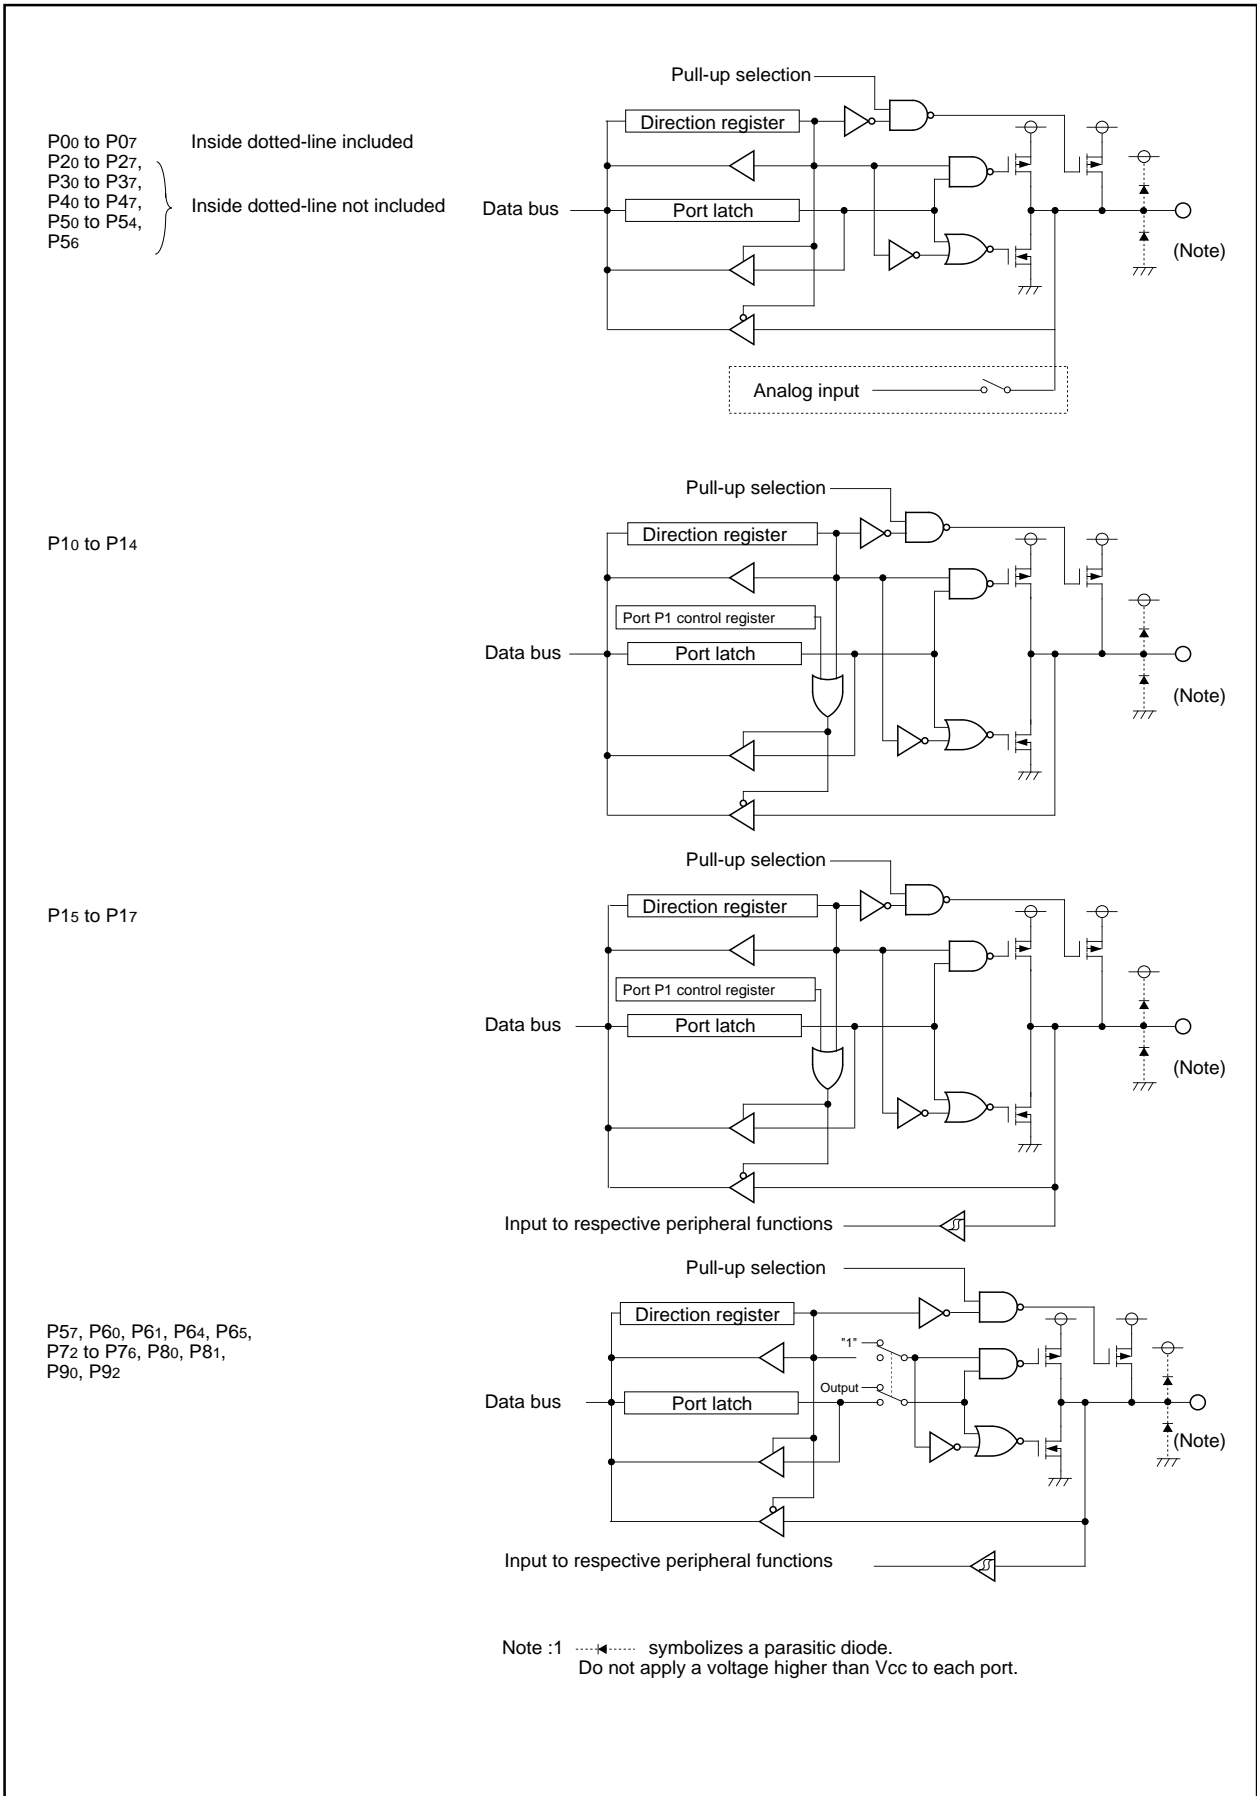 Pull-up selection
Direction register
P00 to P07 Inside dotted-line included
P20 to P27,
P30 to P37,
P40 to P47, Inside dotted-line not included
P50 to P54,
P56
Data bus
Port latch
(Note)
Analog input
Pull-up selection
P10 to P14
Direction register
Port P1 control register
Data bus
Port latch
(Note)
Pull-up selection
P15 to P17
Direction register
Port P1 control register
Data bus
Port latch
(Note)
Input to respective peripheral functions
Pull-up selection
Direction register
P57, P60, P61, P64, P65,
P72 to P76, P80, P81,
P90, P92
"1"
Output
Data bus
Port latch
(Note)
Input to respective peripheral functions
Note :1 symbolizes a parasitic diode.
Do not apply a voltage higher than Vcc to each port.